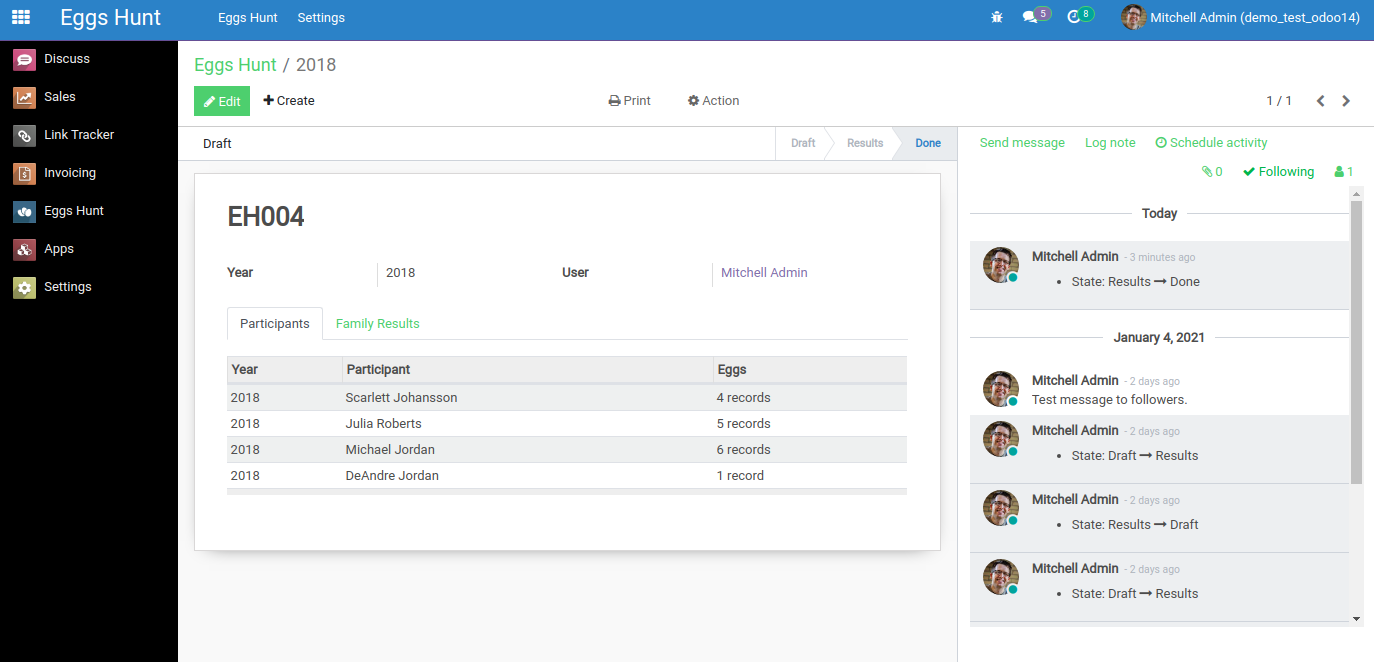 Eggs Hunt Eggs Hunt Settings 5 8 Mitchell Admin (demo_test_odoo14)
Discuss
Sales
Link Tracker
Invoicing
Eggs Hunt
Apps
Settings
Eggs Hunt / 2018
Edit Create Print Action 1 / 1
Draft Draft Results Done
EH004
Year 2018 User Mitchell Admin
Participants Family Results
Year Participant Eggs
2018 Scarlett Johansson 4 records
2018 Julia Roberts 5 records
2018 Michael Jordan 6 records
2018 DeAndre Jordan 1 record
Send message Log note Schedule activity
0 Following 1
Today
Mitchell Admin - 3 minutes ago
• State: Results → Done
January 4, 2021
Mitchell Admin - 2 days ago
Test message to followers.
Mitchell Admin - 2 days ago
• State: Draft → Results
Mitchell Admin - 2 days ago
• State: Results → Draft
Mitchell Admin - 2 days ago
• State: Draft → Results